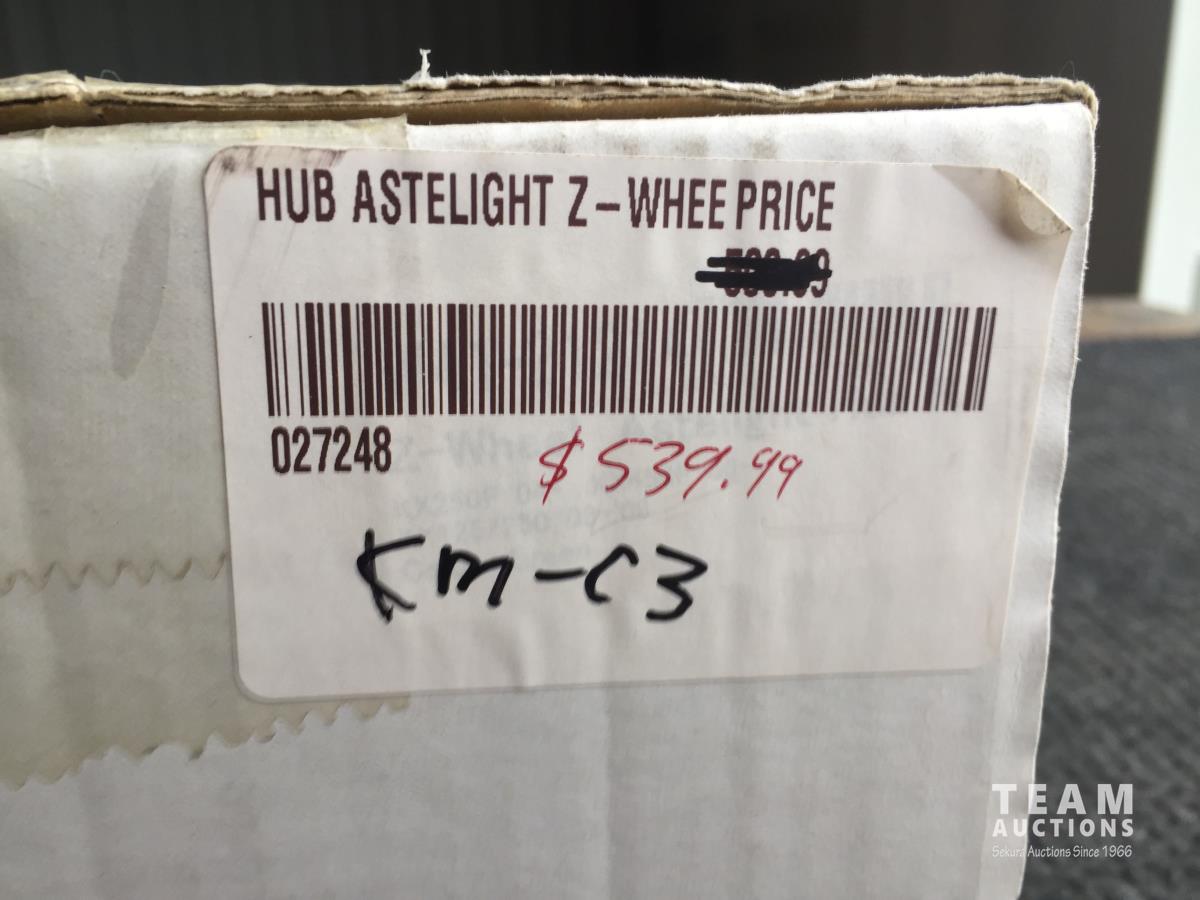 HUB ASTELIGHT Z-WHEE PRICE
027248
$539.99
KM-C3
TEAM
AUCTIONS
Sekura Auctions Since 1966